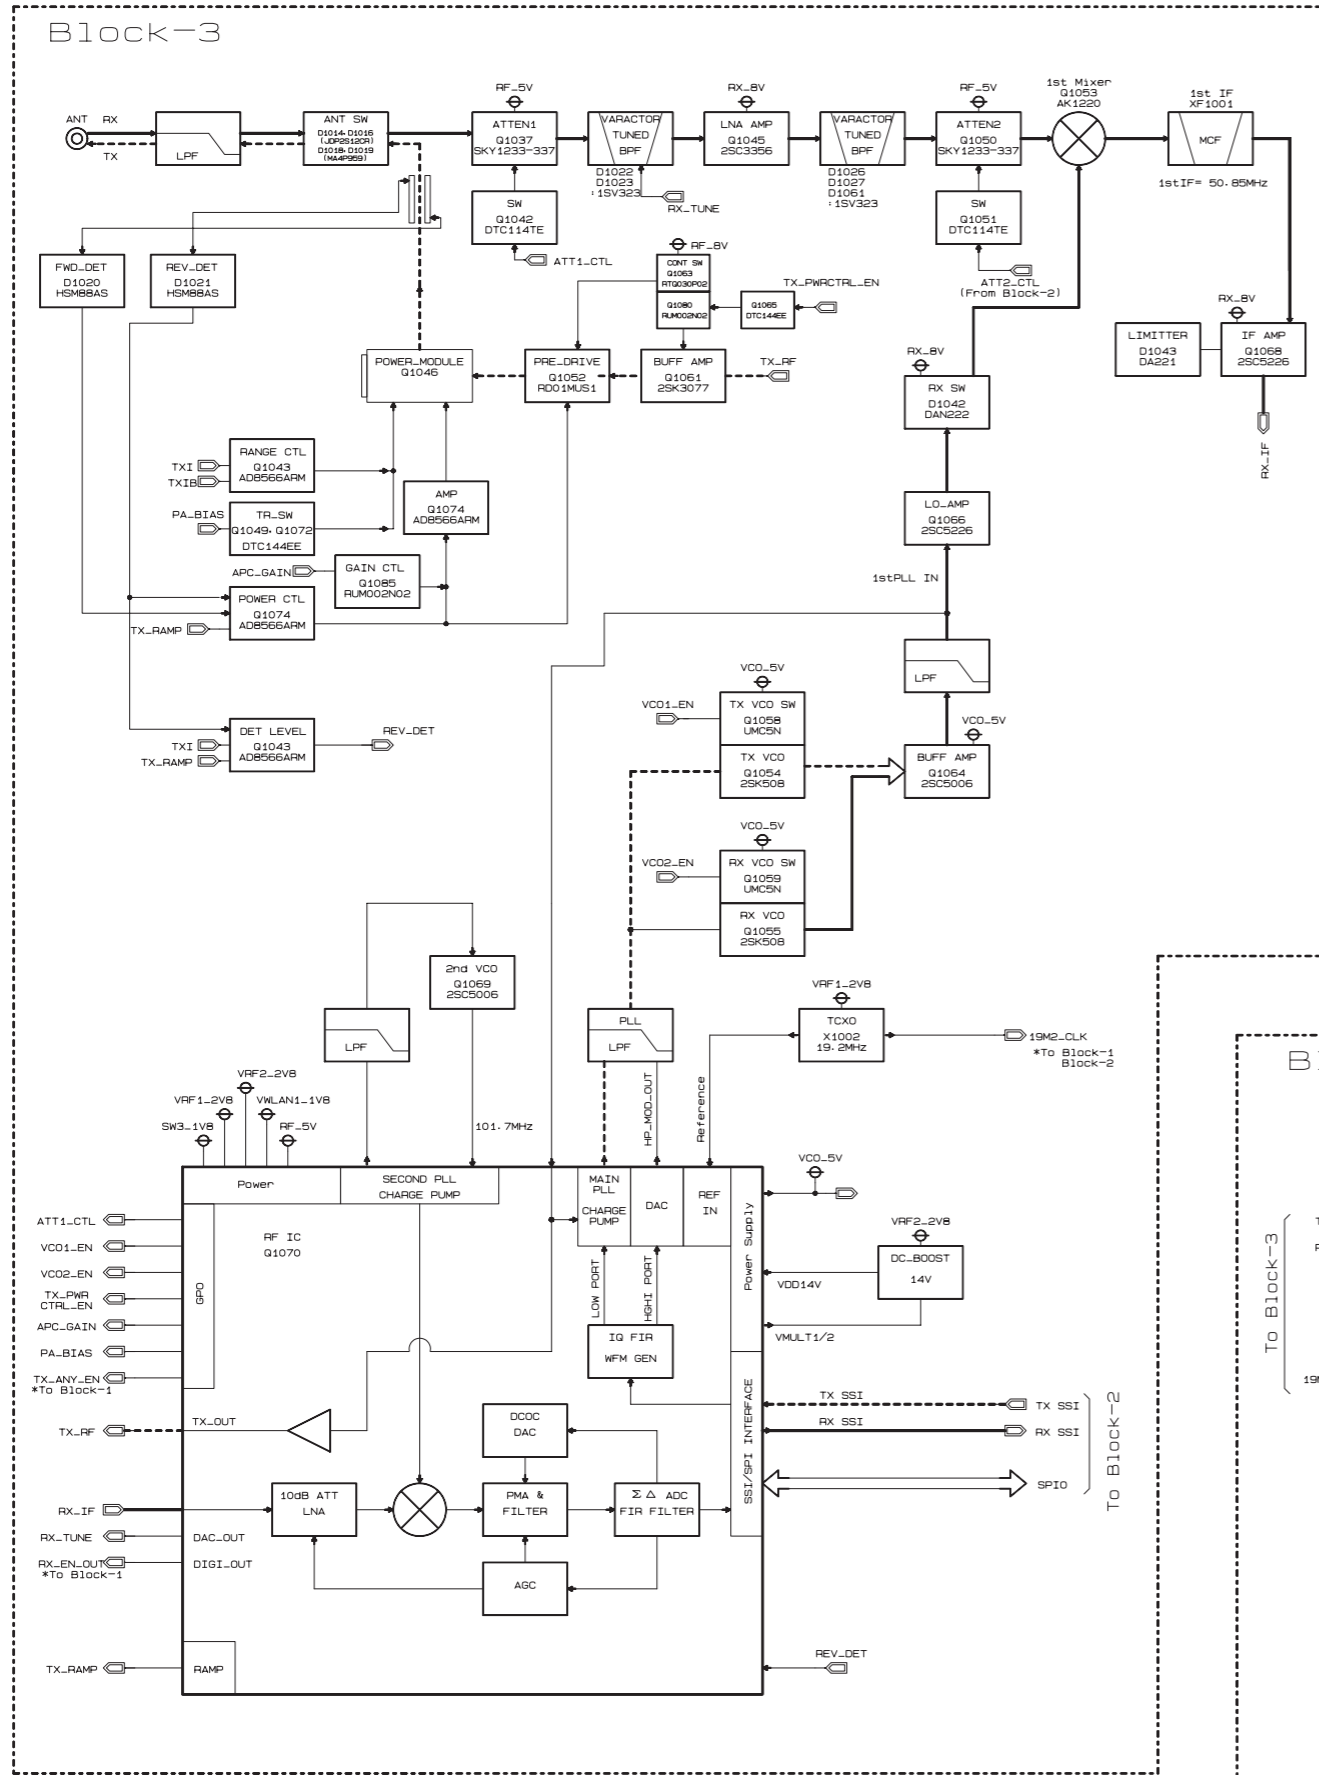 Block-3
ANT
RX
TX
LPF
ANT SW
D1014, D1016
(JDP2S12CR)
D1018, D1019
(MA4P959)
RF_5V
ATTEN1
Q1037
SKY1233-337
VARACTOR
TUNED
BPF
D1022
D1023
:1SV323
RX_TUNE
RX_8V
LNA AMP
Q1045
2SC3356
VARACTOR
TUNED
BPF
D1026
D1027
D1061
:1SV323
RF_5V
ATTEN2
Q1050
SKY1233-337
1st Mixer
Q1053
AK1220
1st IF
XF1001
MCF
1stIF= 50.85MHz
SW
Q1042
DTC114TE
ATT1_CTL
SW
Q1051
DTC114TE
ATT2_CTL
(From Block-2)
FWD_DET
D1020
HSM88AS
REV_DET
D1021
HSM88AS
RF_8V
CONT SW
Q1063
RTQ030P02
Q1080
RUM002N02
Q1065
DTC144EE
TX_PWRCTRL_EN
POWER_MODULE
Q1046
PRE_DRIVE
Q1052
RD01MUS1
BUFF AMP
Q1061
2SK3077
TX_RF
RX_8V
RX SW
D1042
DAN222
LIMITTER
D1043
DA221
RX_8V
IF AMP
Q1068
2SC5226
RX_IF
TXI
TXIB
RANGE CTL
Q1043
AD8566ARM
PA_BIAS
TR_SW
Q1049, Q1072
DTC144EE
AMP
Q1074
AD8566ARM
APC_GAIN
GAIN CTL
Q1085
RUM002N02
TX_RAMP
POWER CTL
Q1074
AD8566ARM
LO_AMP
Q1066
2SC5226
1stPLL IN
LPF
TXI
TX_RAMP
DET LEVEL
Q1043
AD8566ARM
REV_DET
VCO_5V
VCO1_EN
TX VCO SW
Q1058
UMC5N
TX VCO
Q1054
2SK508
VCO_5V
BUFF AMP
Q1064
2SC5006
VCO_5V
VCO2_EN
RX VCO SW
Q1059
UMC5N
RX VCO
Q1055
2SK508
2nd VCO
Q1069
2SC5006
LPF
PLL
LPF
VRF1_2V8
TCXO
X1002
19.2MHz
19M2_CLK
*To Block-1
Block-2
VRF2_2V8
VRF1_2V8
VWLAN1_1V8
SW3_1V8
RF_5V
101.7MHz
HP_MOD_OUT
Reference
Power
SECOND PLL
CHARGE PUMP
MAIN
PLL
CHARGE
PUMP
DAC
REF
IN
Power Supply
VCO_5V
VRF2_2V8
DC_BOOST
14V
VDD14V
VMULT1/2
RF IC
Q1070
GPO
ATT1_CTL
VCO1_EN
VCO2_EN
TX_PWR
CTRL_EN
APC_GAIN
PA_BIAS
TX_ANY_EN
*To Block-1
LOW PORT
HGHI PORT
IQ FIR
WFM GEN
SSI/SPI INTERFACE
TX SSI
TX SSI
RX SSI
RX SSI
SPIO
To Block-2
TX_RF
TX_OUT
DCOC
DAC
RX_IF
10dB ATT
LNA
PMA &
FILTER
Σ Δ ADC
FIR FILTER
RX_TUNE
DAC_OUT
RX_EN_OUT
*To Block-1
DIGI_OUT
AGC
TX_RAMP
RAMP
REV_DET
To Block-3